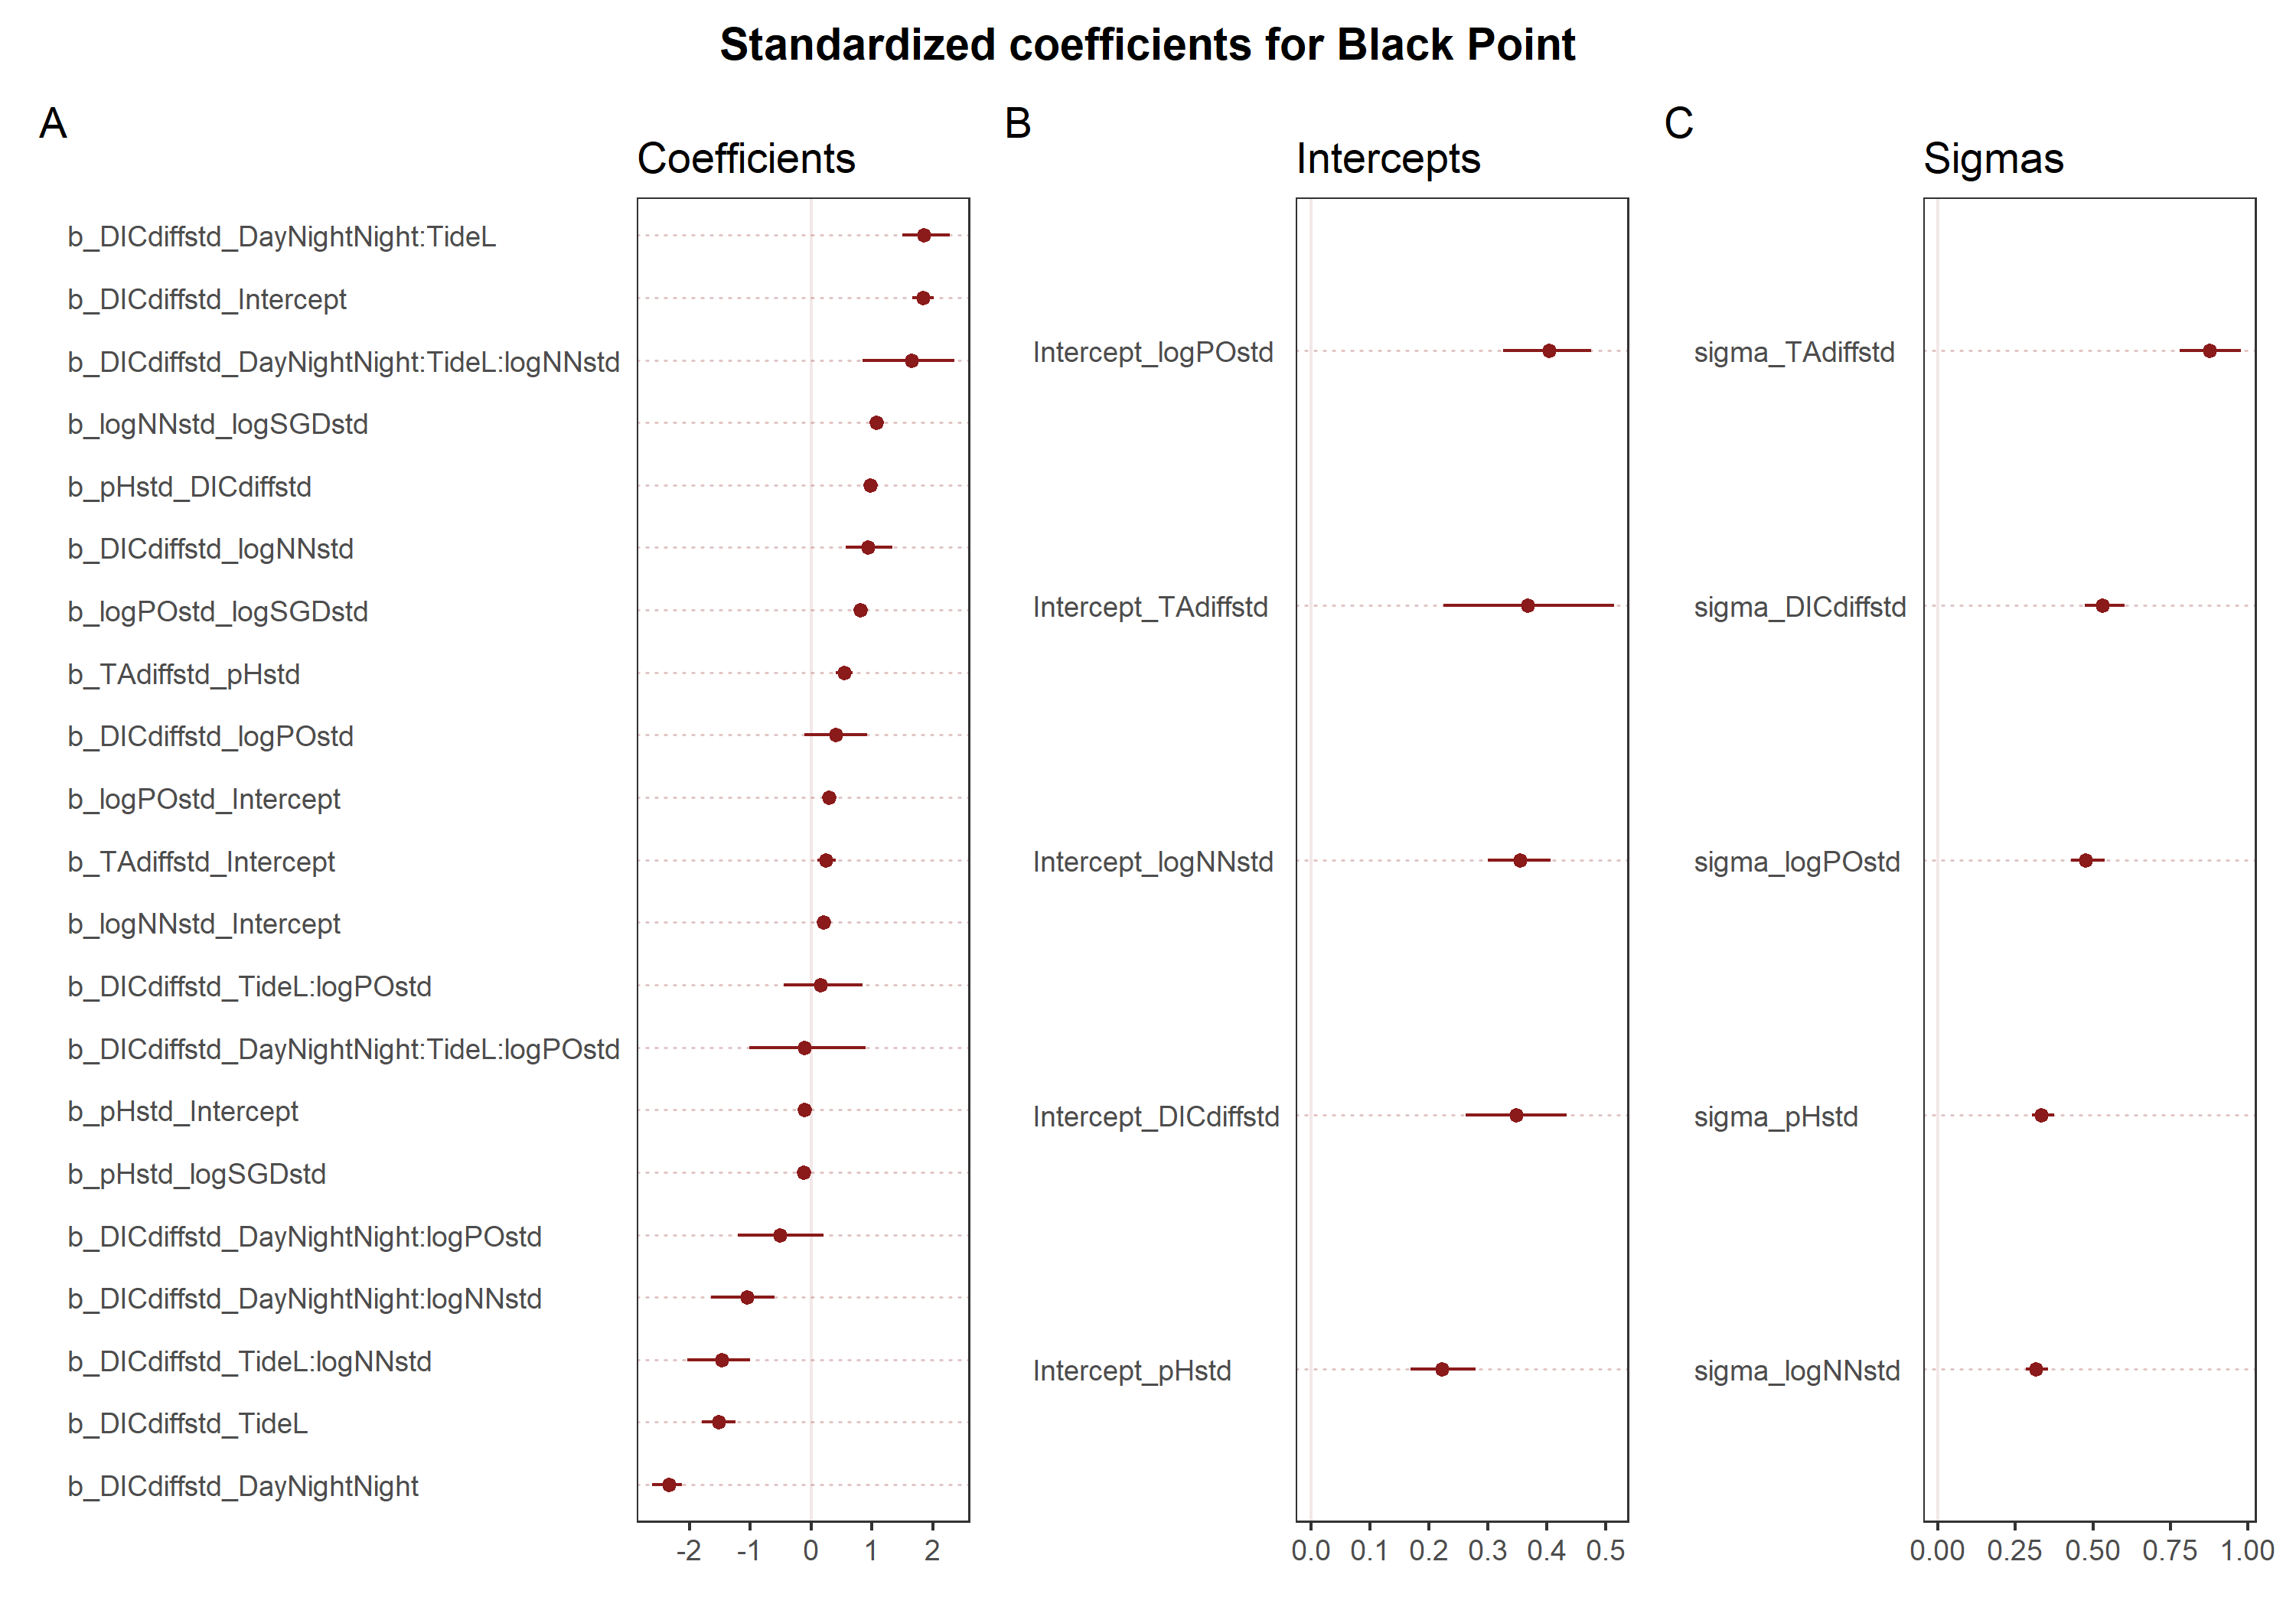 Standardized coefficients for Black Point
A
Coefficients
b_DICdiffstd_DayNightNight:TideL
b_DICdiffstd_Intercept
b_DICdiffstd_DayNightNight:TideL:logNNstd
b_logNNstd_logSGDstd
b_pHstd_DICdiffstd
b_DICdiffstd_logNNstd
b_logPOstd_logSGDstd
b_TAdiffstd_pHstd
b_DICdiffstd_logPOstd
b_logPOstd_Intercept
b_TAdiffstd_Intercept
b_logNNstd_Intercept
b_DICdiffstd_TideL:logPOstd
b_DICdiffstd_DayNightNight:TideL:logPOstd
b_pHstd_Intercept
b_pHstd_logSGDstd
b_DICdiffstd_DayNightNight:logPOstd
b_DICdiffstd_DayNightNight:logNNstd
b_DICdiffstd_TideL:logNNstd
b_DICdiffstd_TideL
b_DICdiffstd_DayNightNight
-2 -1 0 1 2
B
Intercepts
Intercept_logPOstd
Intercept_TAdiffstd
Intercept_logNNstd
Intercept_DICdiffstd
Intercept_pHstd
0.0 0.1 0.2 0.3 0.4 0.5
C
Sigmas
sigma_TAdiffstd
sigma_DICdiffstd
sigma_logPOstd
sigma_pHstd
sigma_logNNstd
0.00 0.25 0.50 0.75 1.00